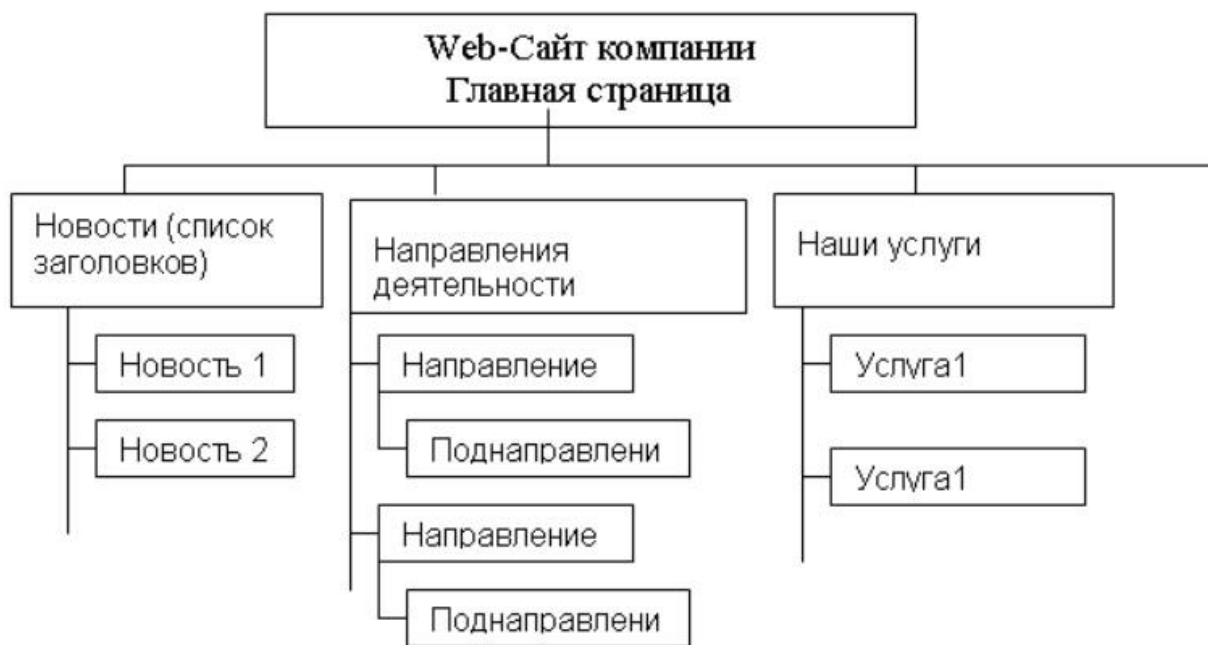 Web-Сайт компании
Главная страница
Новости (список
заголовков)
Новость 1
Новость 2
Направления
деятельности
Направление
Поднаправлени
Направление
Поднаправлени
Наши услуги
Услуга1
Услуга1